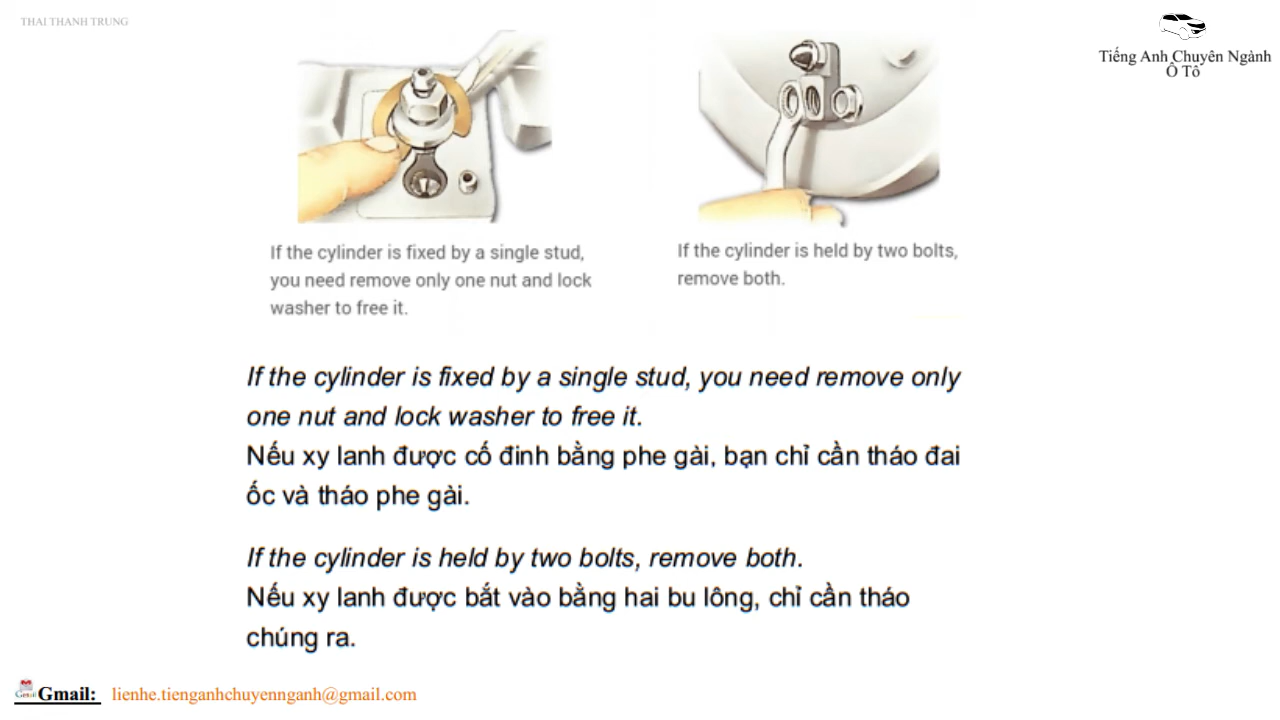 THAI THANH TRUNG
Tiếng Anh Chuyên Ngành
Ô Tô
If the cylinder is fixed by a single stud,
you need remove only one nut and lock
washer to free it.
If the cylinder is held by two bolts,
remove both.
If the cylinder is fixed by a single stud, you need remove only
one nut and lock washer to free it.
Nếu xy lanh được cố đinh bằng phe gài, bạn chỉ cần tháo đai
ốc và tháo phe gài.
If the cylinder is held by two bolts, remove both.
Nếu xy lanh được bắt vào bằng hai bu lông, chỉ cần tháo
chúng ra.
Gmail: lienhe.tienganhchuyennganh@gmail.com